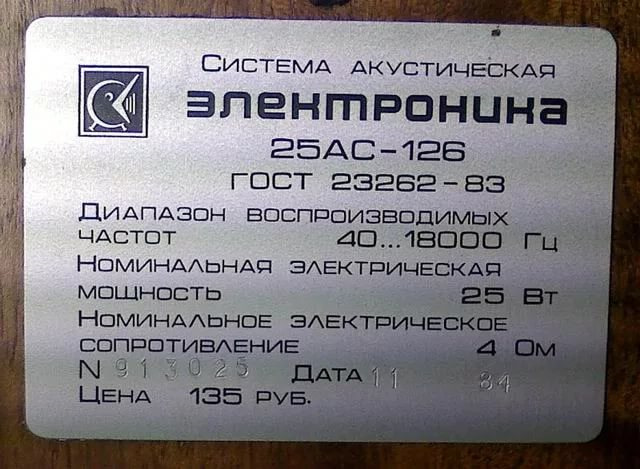 Система акустическая
электроника
25АС-126
ГОСТ 23262-83
Диапазон воспроизводимых
частот 40...18000 Гц
Номинальная электрическая
мощность 25 Вт
Номинальное электрическое
сопротивление 4 Ом
N 913025 Дата 11 84
Цена 135 руб.